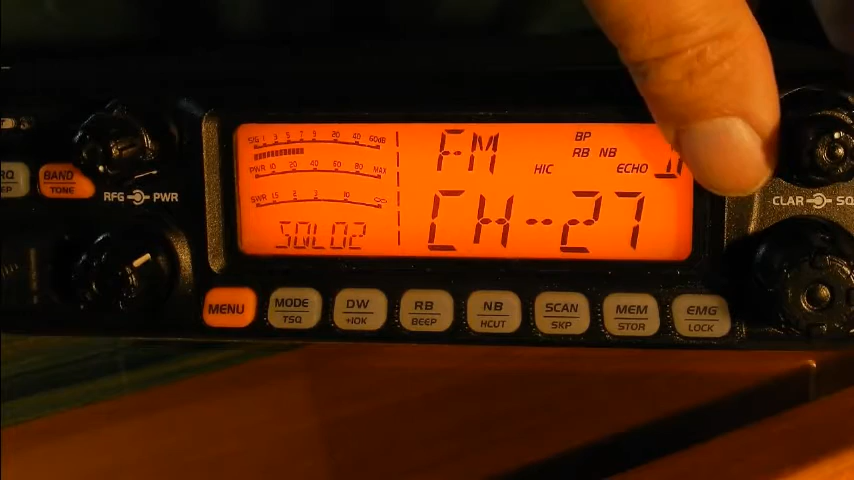 SIG 1 3 5 7 9 20 40 60dB
PWR 10 20 40 60 80 MAX
SWR 1.5 2 3 10 ∞
SQL02
FM
BP
RB NB
HIC ECHO
CH-27
BAND
TONE
RFG PWR
CLAR SQ
MENU
MODE
TSQ
DW
+10K
RB
BEEP
NB
HCUT
SCAN
SKP
MEM
STOR
EMG
LOCK